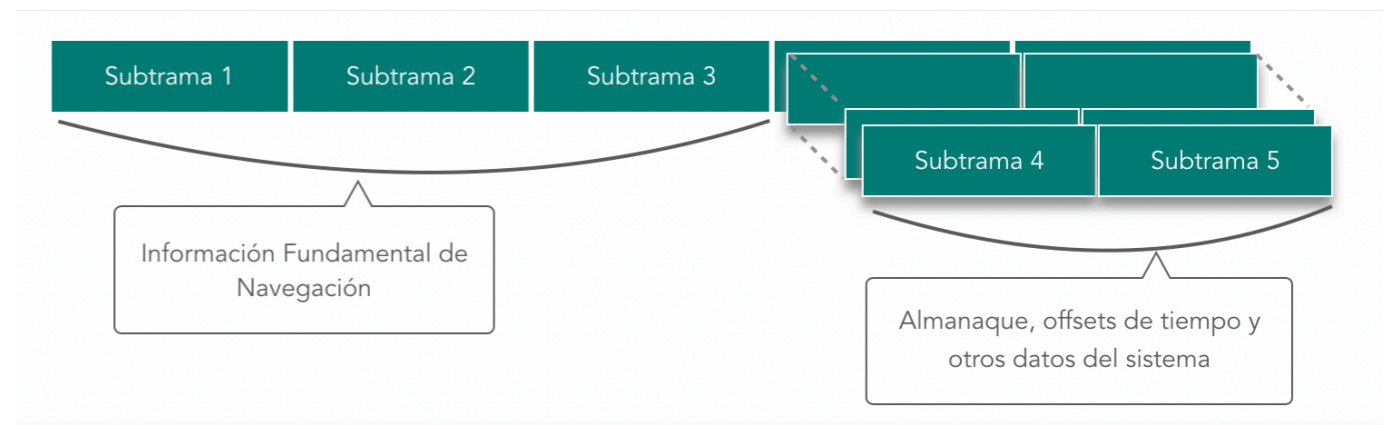 Subtrama 1
Subtrama 2
Subtrama 3
Subtrama 4
Subtrama 5
Información Fundamental de
Navegación
Almanaque, offsets de tiempo y
otros datos del sistema